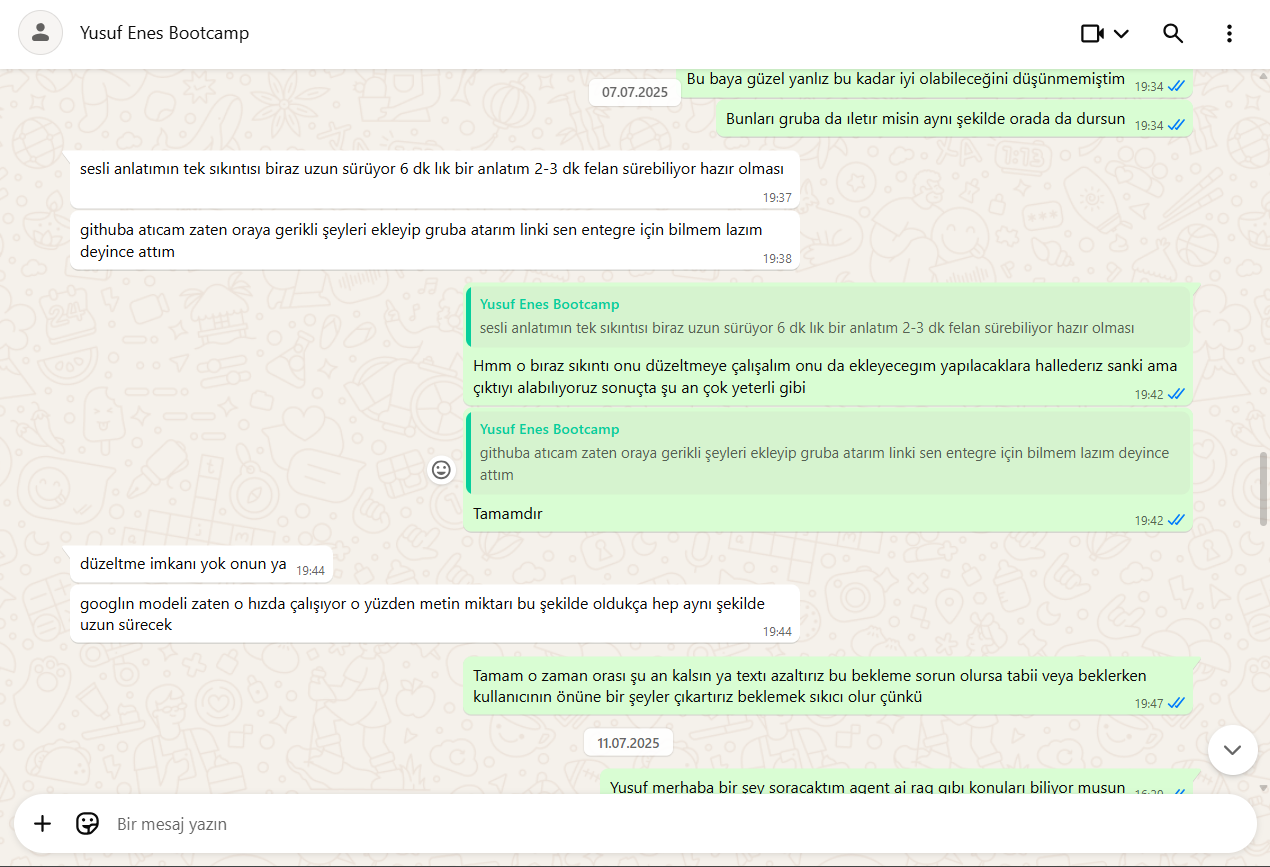 Yusuf Enes Bootcamp
Bu baya güzel yanlız bu kadar iyi olabileceğini düşünmemiştim 19:34
07.07.2025
Bunları gruba da ıletır misin aynı şekilde orada da dursun 19:34
sesli anlatımın tek sıkıntısı biraz uzun sürüyor 6 dk lık bir anlatım 2-3 dk felan sürebiliyor hazır olması
19:37
githuba atıcam zaten oraya gerikli şeyleri ekleyip gruba atarım linki sen entegre için bilmem lazım
deyince attım
19:38
Yusuf Enes Bootcamp
sesli anlatımın tek sıkıntısı biraz uzun sürüyor 6 dk lık bir anlatım 2-3 dk felan sürebiliyor hazır olması
Hmm o bıraz sıkıntı onu düzeltmeye çalışalım onu da ekleyecegım yapılacaklara hallederız sanki ama
çıktıyı alabılıyoruz sonuçta şu an çok yeterli gibi
19:42
Yusuf Enes Bootcamp
githuba atıcam zaten oraya gerikli şeyleri ekleyip gruba atarım linki sen entegre için bilmem lazım deyince
attım
Tamamdır
19:42
düzeltme imkanı yok onun ya 19:44
googlın modeli zaten o hızda çalışıyor o yüzden metin miktarı bu şekilde oldukça hep aynı şekilde
uzun sürecek
19:44
Tamam o zaman orası şu an kalsın ya textı azaltırız bu bekleme sorun olursa tabii veya beklerken
kullanıcının önüne bir şeyler çıkartırız beklemek sıkıcı olur çünkü
19:47
11.07.2025
Yusuf merhaba bir şey soracaktım agent ai rag gıbı konuları biliyor musun
Bir mesaj yazın